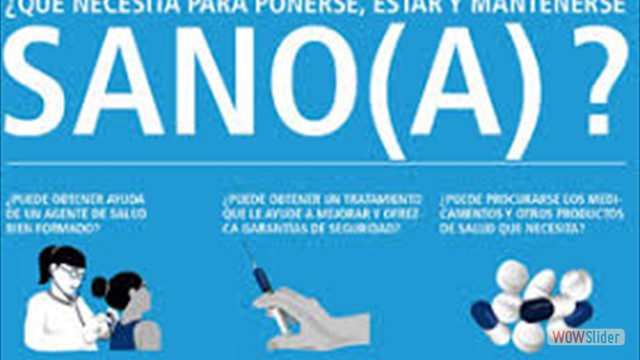 ¿QUÉ NECESITA PARA PONERSE, ESTAR Y MANTENERSE
SANO(A) ?
¿PUEDE OBTENER AYUDA
DE UN AGENTE DE SALUD
BIEN FORMADO?
¿PUEDE OBTENER UN TRATAMIENTO
QUE LE AYUDE A MEJORAR Y OFREZ-
CA GARANTÍAS DE SEGURIDAD?
¿PUEDE PROCURARSE LOS MEDI-
CAMENTOS Y OTROS PRODUCTOS
DE SALUD QUE NECESITA?
WOWSlider